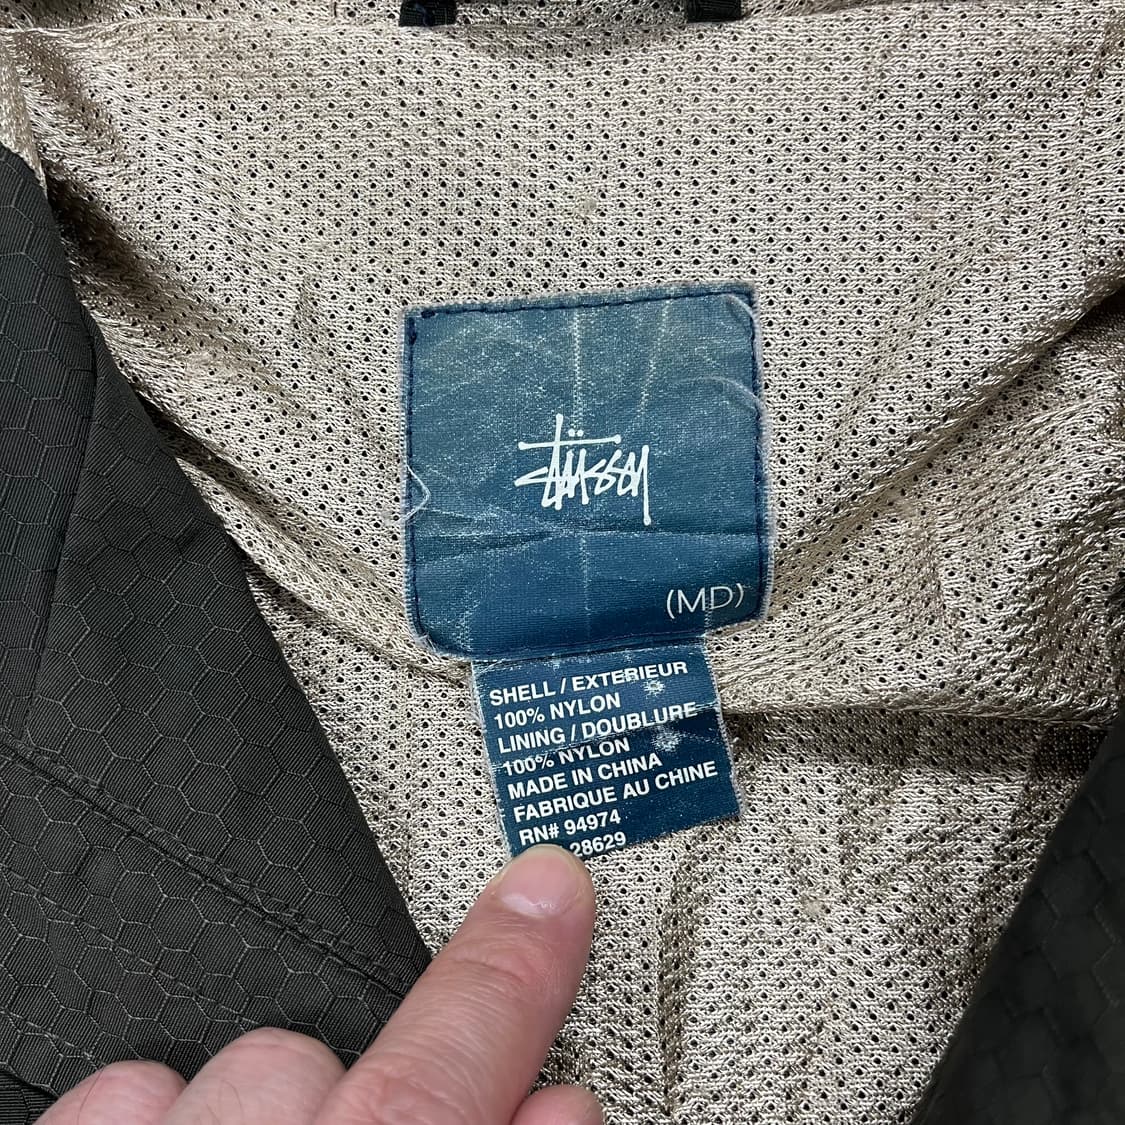 Stüssy
(MD)
SHELL / EXTERIEUR
100% NYLON
LINING / DOUBLURE
100% NYLON
MADE IN CHINA
FABRIQUE AU CHINE
RN# 94974
28629